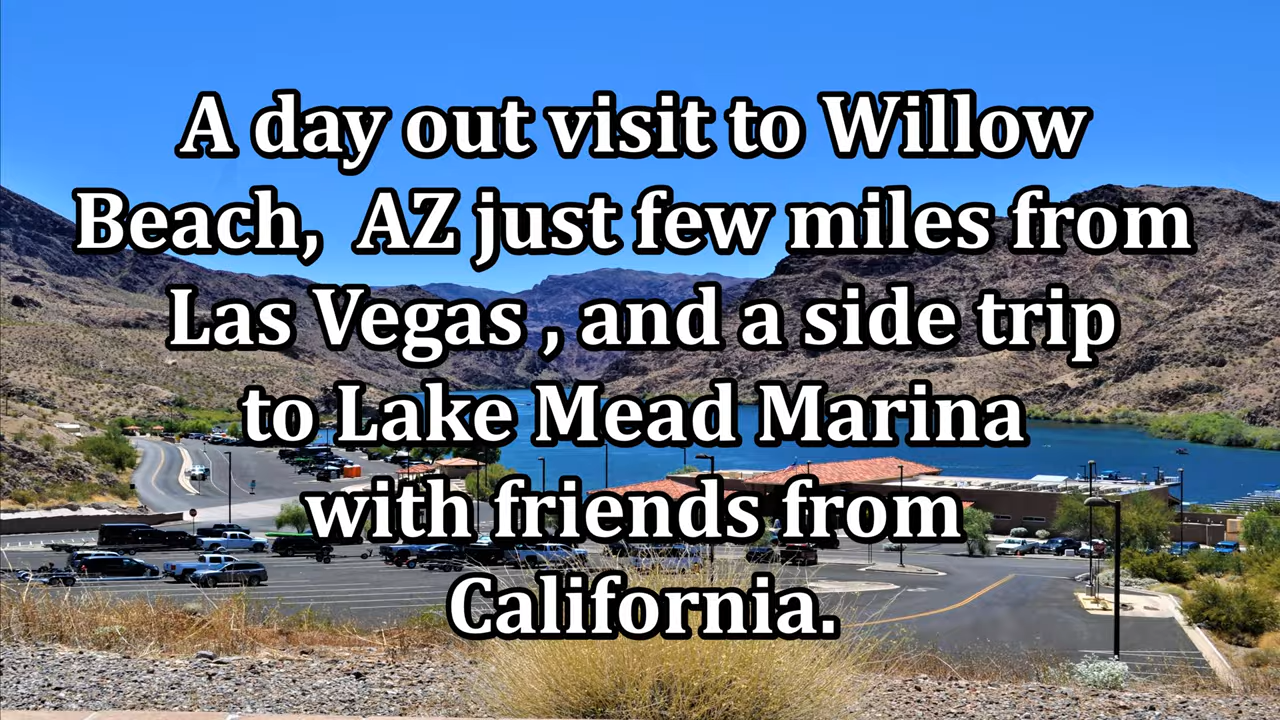 A day out visit to Willow
Beach,  AZ just few miles from
Las Vegas , and a side trip
to Lake Mead Marina
with friends from
California.